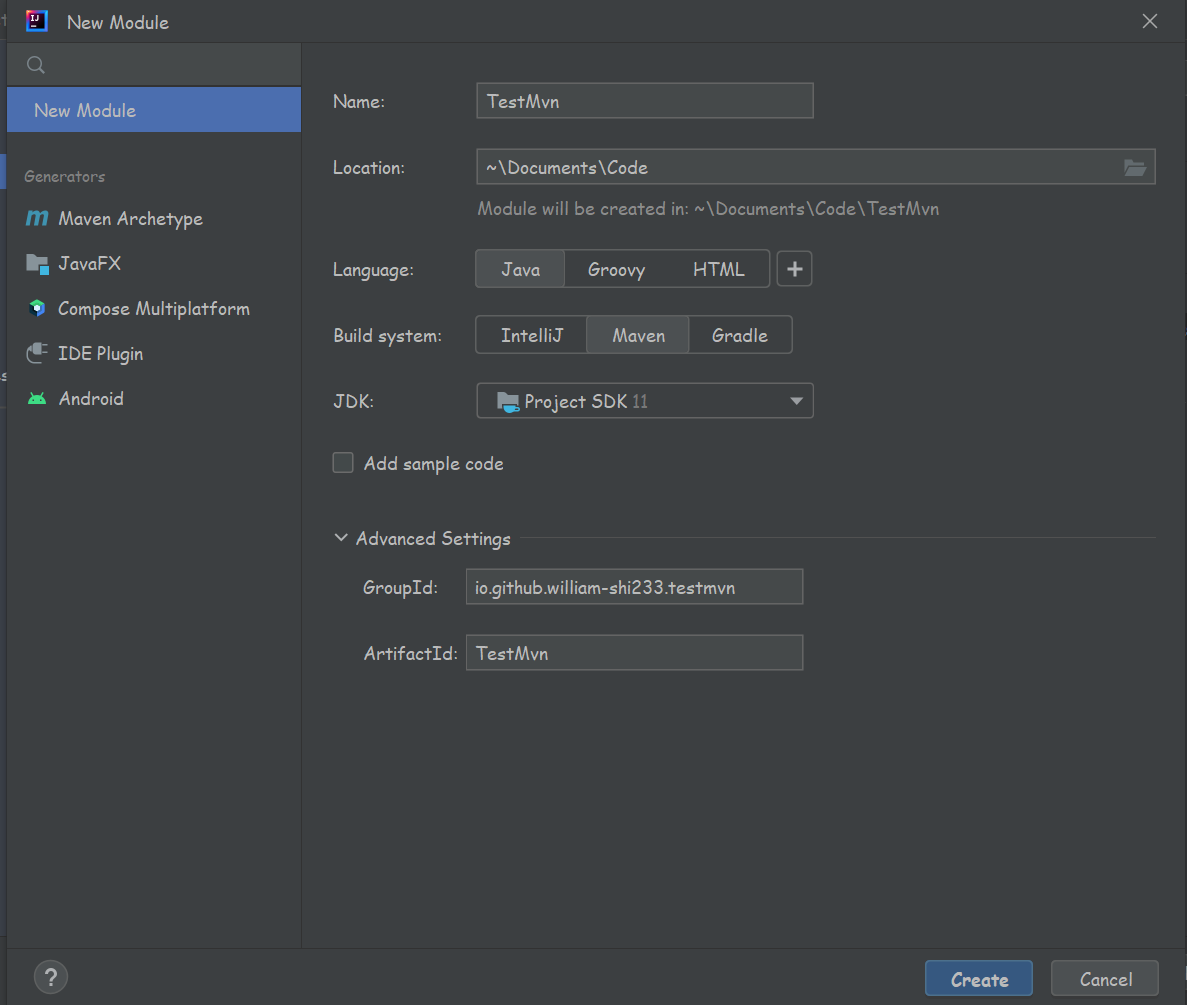 New Module
New Module
Generators
Maven Archetype
JavaFX
Compose Multiplatform
IDE Plugin
Android
Name: TestMvn
Location: ~\Documents\Code
Module will be created in: ~\Documents\Code\TestMvn
Language: Java Groovy HTML +
Build system: IntelliJ Maven Gradle
JDK: Project SDK 11
Add sample code
Advanced Settings
GroupId: io.github.william-shi233.testmvn
ArtifactId: TestMvn
? Create Cancel